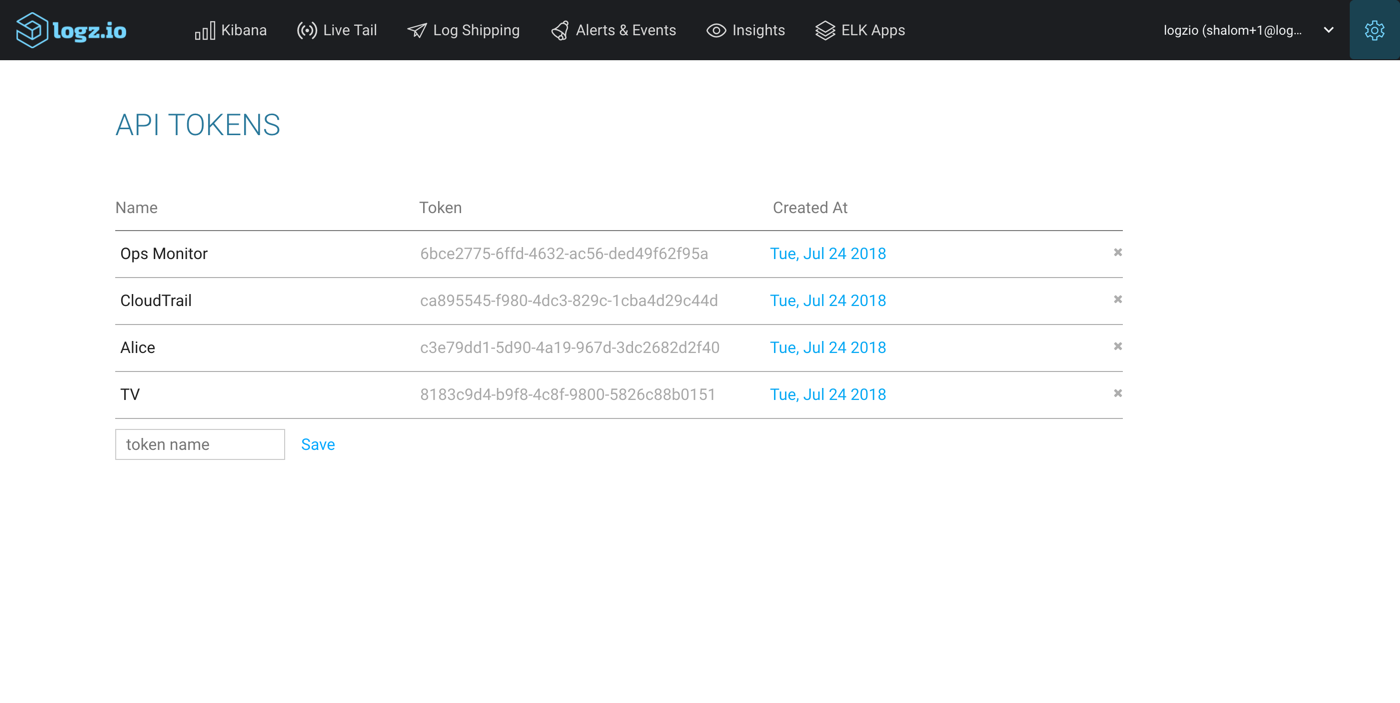 logz.io Kibana Live Tail Log Shipping Alerts & Events Insights ELK Apps logzio (shalom+1@log...
API TOKENS
Name Token Created At
Ops Monitor 6bce2775-6ffd-4632-ac56-ded49f62f95a Tue, Jul 24 2018
CloudTrail ca895545-f980-4dc3-829c-1cba4d29c44d Tue, Jul 24 2018
Alice c3e79dd1-5d90-4a19-967d-3dc2682d2f40 Tue, Jul 24 2018
TV 8183c9d4-b9f8-4c8f-9800-5826c88b0151 Tue, Jul 24 2018
token name Save